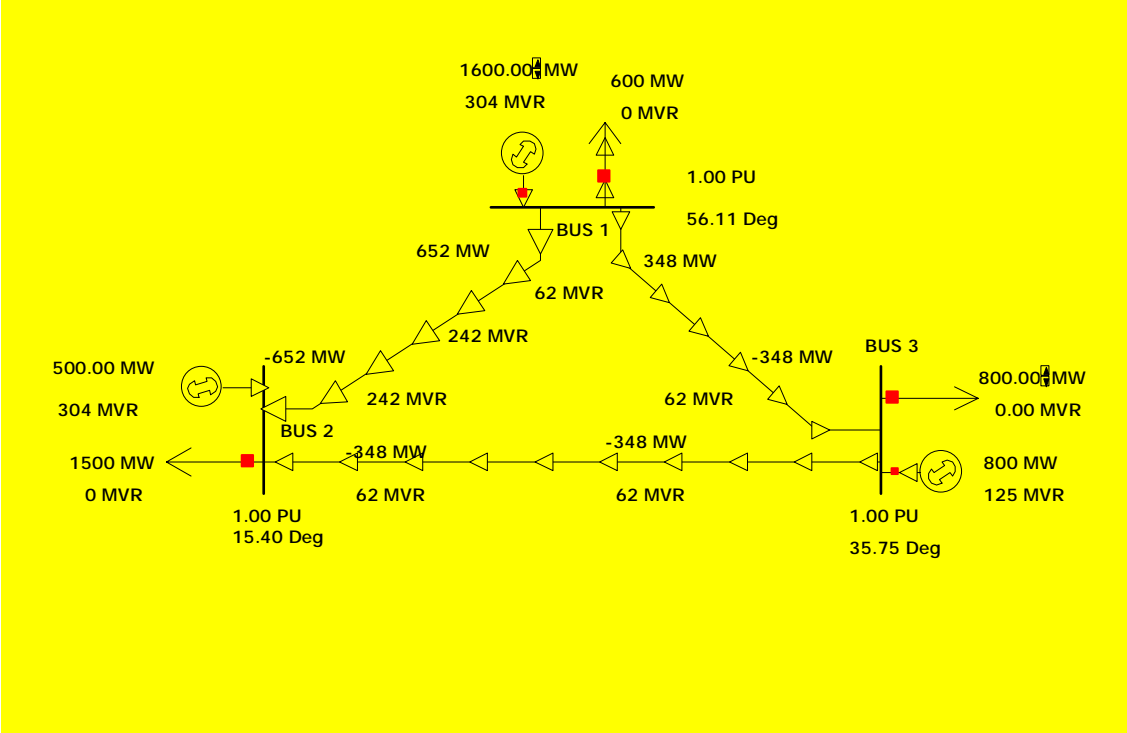 1600.00 MW
304 MVR
600 MW
0 MVR
1.00 PU
56.11 Deg
BUS 1
652 MW
348 MW
62 MVR
242 MVR
-652 MW
-348 MW
BUS 3
500.00 MW
304 MVR
242 MVR
62 MVR
800.00 MW
0.00 MVR
BUS 2
-348 MW
-348 MW
1500 MW
0 MVR
62 MVR
62 MVR
800 MW
125 MVR
1.00 PU
15.40 Deg
1.00 PU
35.75 Deg